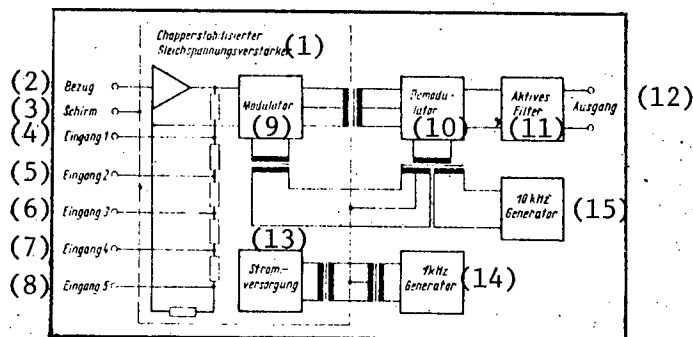 Chopperstabilisierter
Gleichspannungsverstärker (1)
(2) Bezug
(3) Schirm
(4) Eingang 1
(5) Eingang 2
(6) Eingang 3
(7) Eingang 4
(8) Eingang 5
Modulator
(9)
Demodu-
lator
(10)
Aktives
Filter
(11)
Ausgang
(12)
(13)
Strom-
versorgung
1kHz
Generator
(14)
10 kHz
Generator
(15)